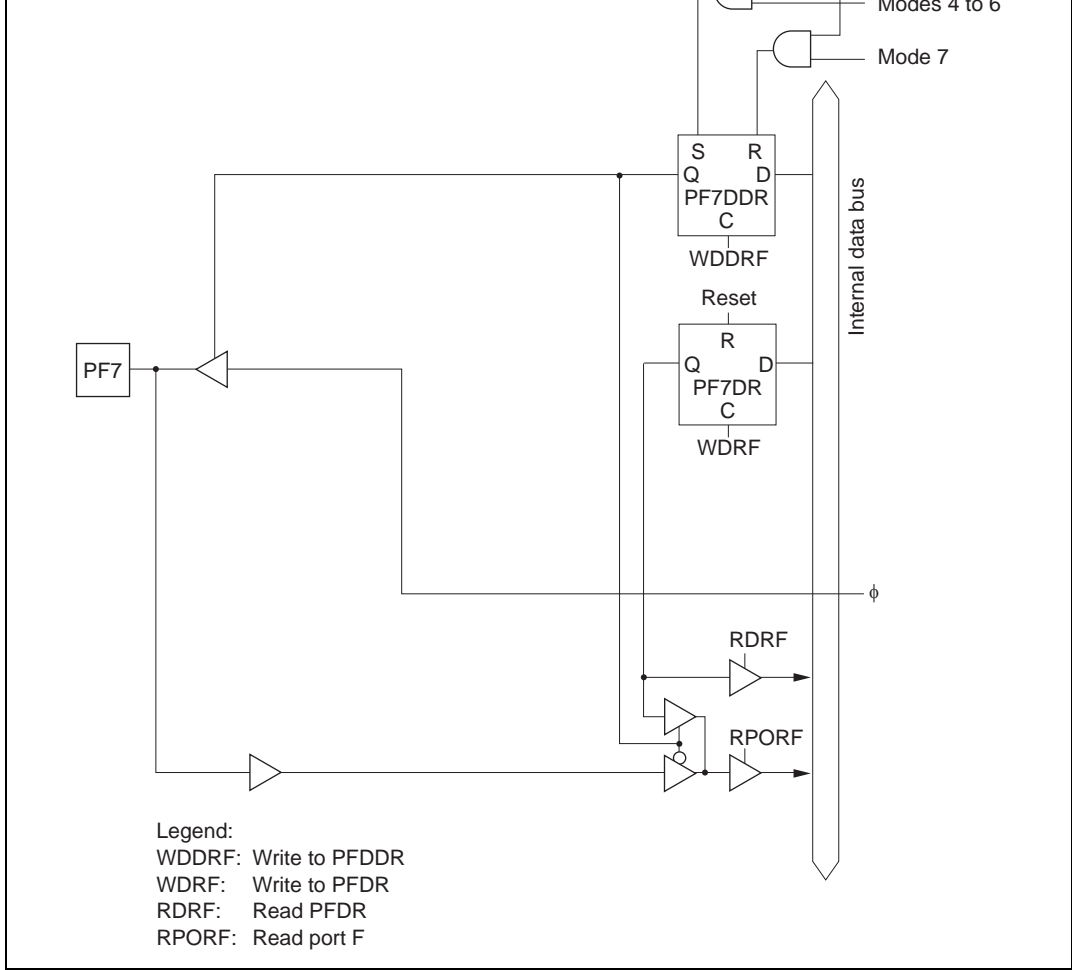 Modes 4 to 6
Mode 7
S R
Q D
PF7DDR
C
WDDRF
Internal data bus
Reset
R
Q D
PF7DR
C
WDRF
PF7
ϕ
RDRF
RPORF
Legend:
WDDRF: Write to PFDDR
WDRF: Write to PFDR
RDRF: Read PFDR
RPORF: Read port F